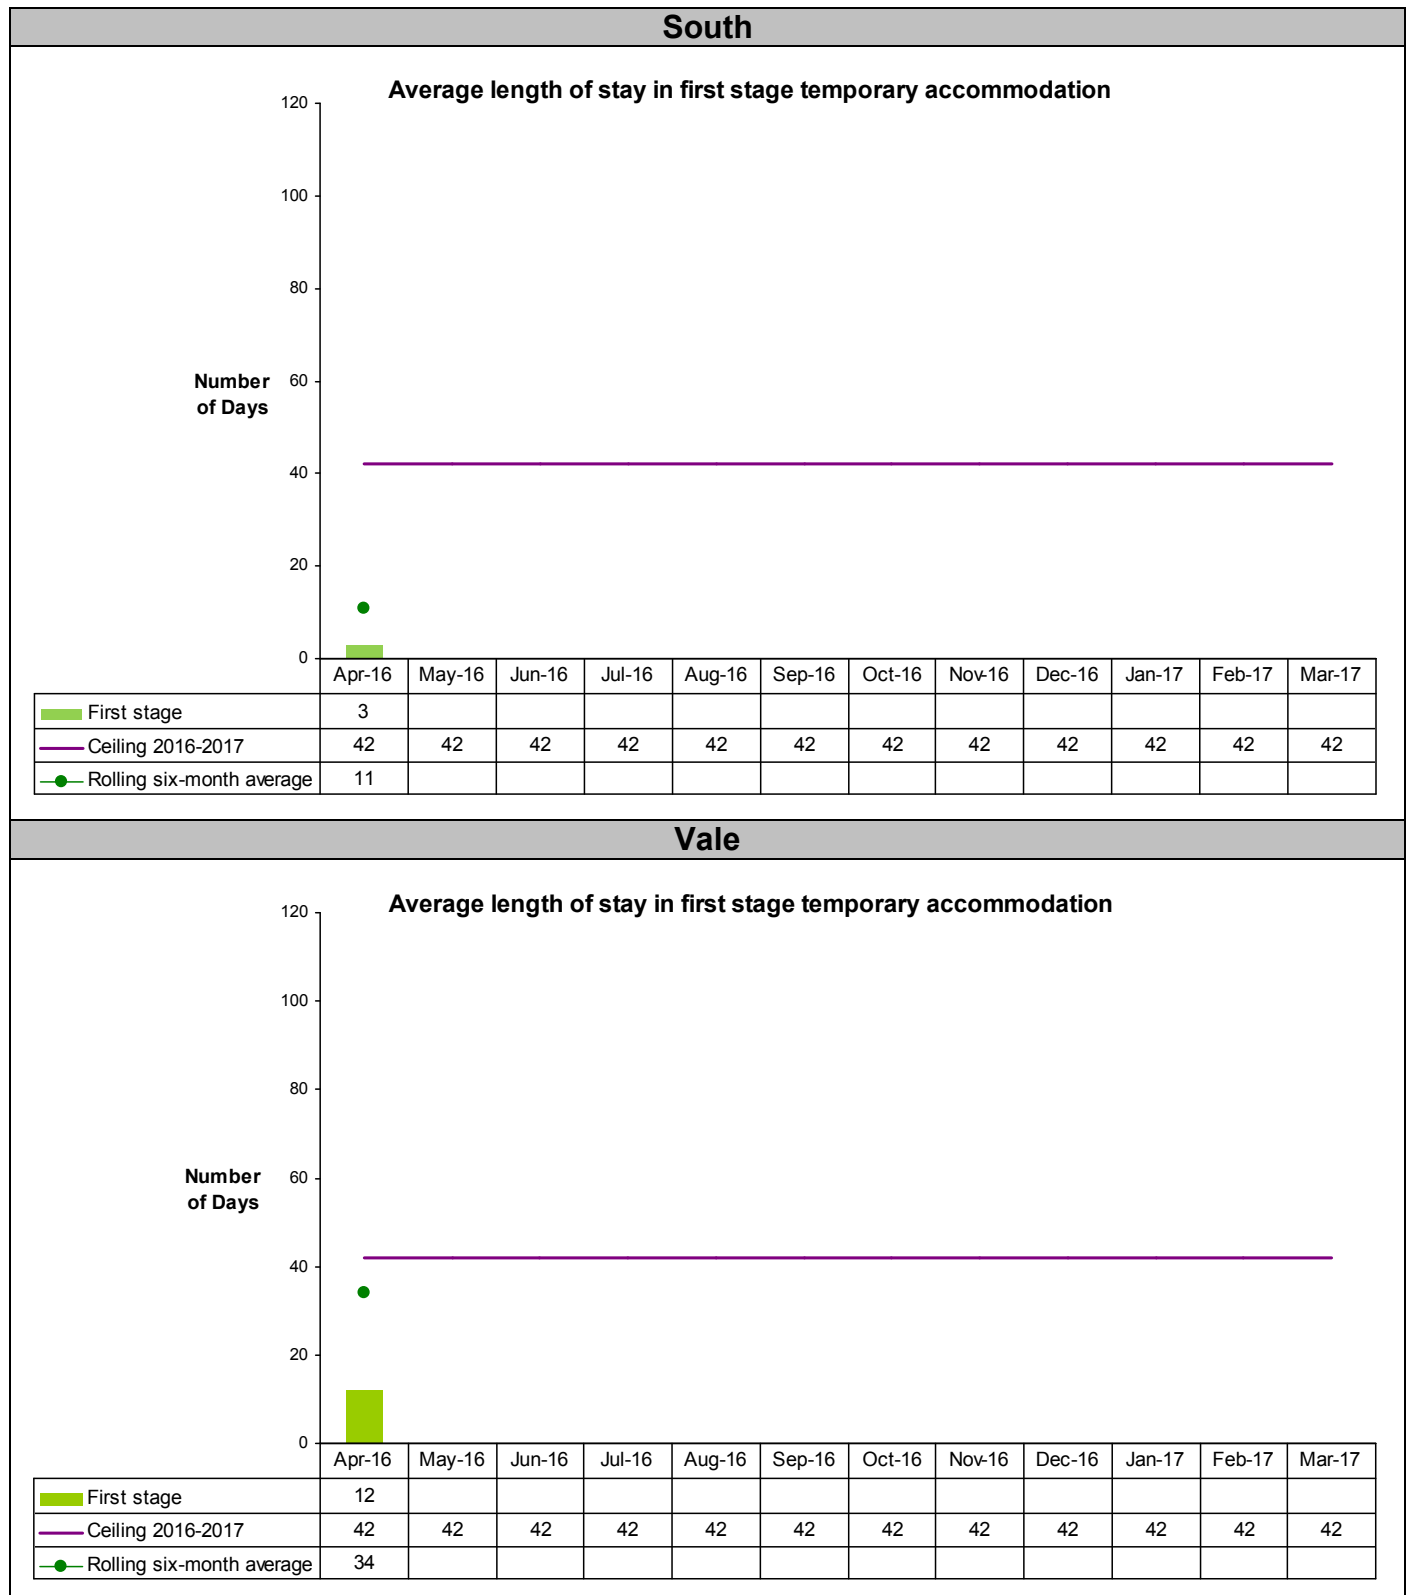 South
Average length of stay in first stage temporary accommodation
120
100
80
Number 60
of Days
40
20
0
Apr-16 May-16 Jun-16 Jul-16 Aug-16 Sep-16 Oct-16 Nov-16 Dec-16 Jan-17 Feb-17 Mar-17
First stage 3
Ceiling 2016-2017 42 42 42 42 42 42 42 42 42 42 42 42
Rolling six-month average 11
Vale
Average length of stay in first stage temporary accommodation
120
100
80
Number 60
of Days
40
20
0
Apr-16 May-16 Jun-16 Jul-16 Aug-16 Sep-16 Oct-16 Nov-16 Dec-16 Jan-17 Feb-17 Mar-17
First stage 12
Ceiling 2016-2017 42 42 42 42 42 42 42 42 42 42 42 42
Rolling six-month average 34